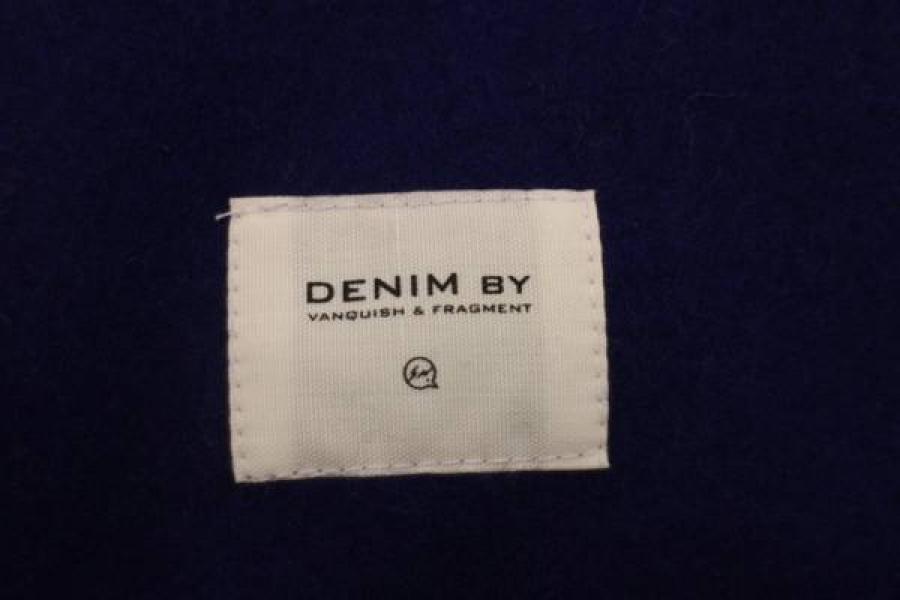 DENIM BY
VANQUISH & FRAGMENT